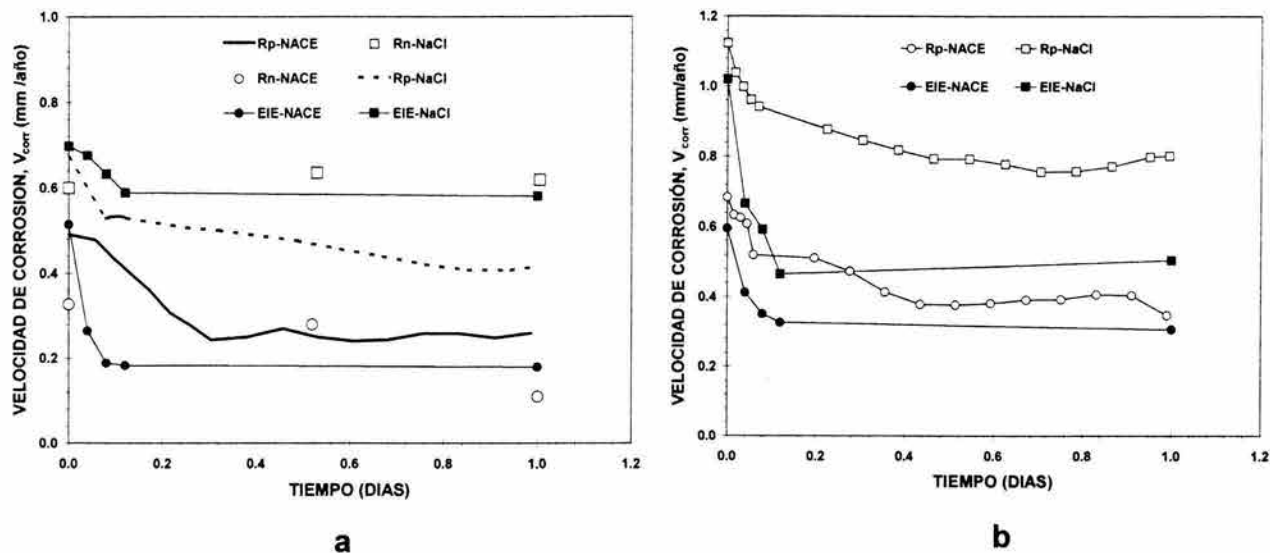 VELOCIDAD DE CORROSION, Vcorr (mm /año)
1.0
0.8
0.6
0.4
0.2
0.0
Rp-NACE
Rn-NaCl
Rn-NACE
Rp-NaCl
EIE-NACE
EIE-NaCl
0.0 0.2 0.4 0.6 0.8 1.0 1.2
TIEMPO (DIAS)
a
VELOCIDAD DE CORROSIÓN, Vcorr (mm/año)
1.2
1.0
0.8
0.6
0.4
0.2
0.0
Rp-NACE
Rp-NaCl
EIE-NACE
EIE-NaCl
0.0 0.2 0.4 0.6 0.8 1.0 1.2
TIEMPO (DIAS)
b